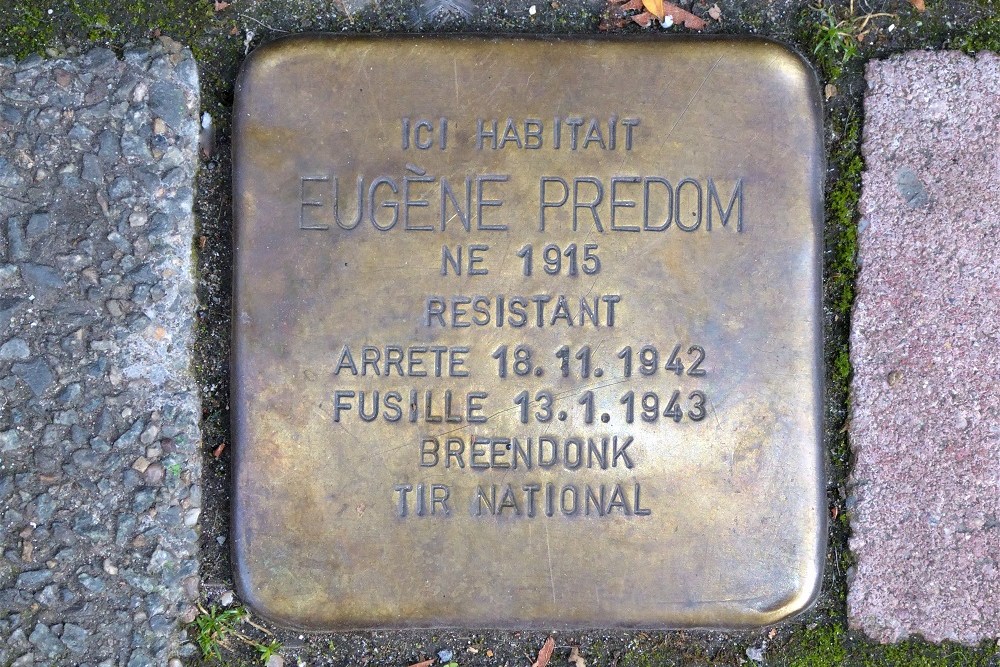 ICI HABITAIT
EUGÈNE PREDOM
NE 1915
RESISTANT
ARRETE 18.11.1942
FUSILLE 13.1.1943
BREENDONK
TIR NATIONAL